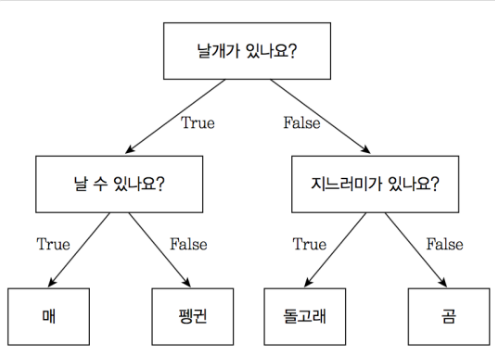 날개가 있나요?
True
False
날 수 있나요?
지느러미가 있나요?
True
False
True
False
매
펭귄
돌고래
곰